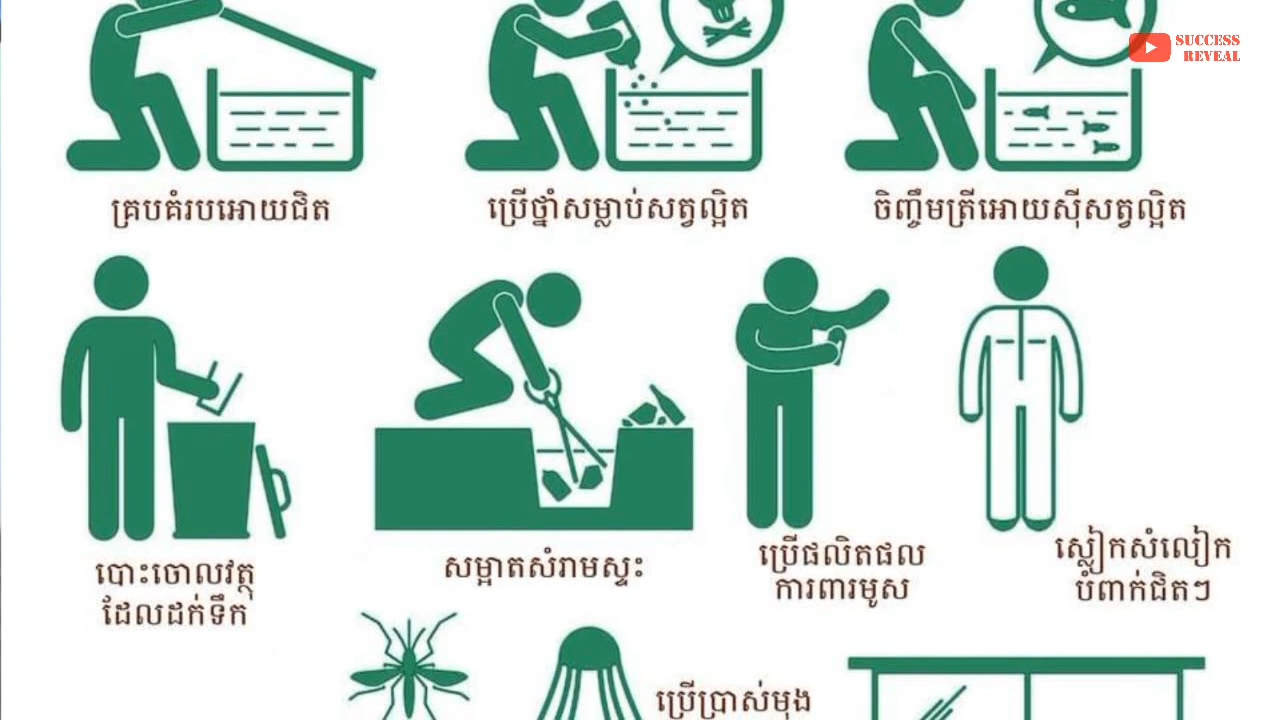 SUCCESS
REVEAL
គ្របគំរបអោយជិត
ប្រើថ្នាំសម្លាប់សត្វល្អិត
ចិញ្ចឹមត្រីអោយស៊ីសត្វល្អិត
បោះចោលវត្ថុ
ដែលដក់ទឹក
សម្អាតសំរាមស្ទះ
ប្រើផលិតផល
ការពារមូស
ស្លៀកសំលៀក
បំពាក់ជិតៗ
ប្រើប្រាស់មុង